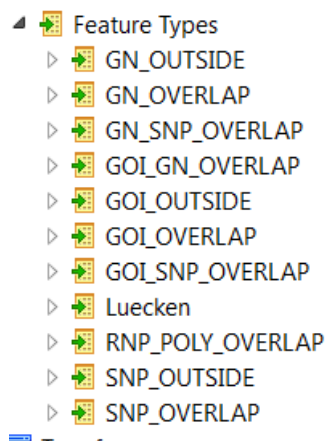 Feature Types
GN_OUTSIDE
GN_OVERLAP
GN_SNP_OVERLAP
GOI_GN_OVERLAP
GOI_OUTSIDE
GOI_OVERLAP
GOI_SNP_OVERLAP
Luecken
RNP_POLY_OVERLAP
SNP_OUTSIDE
SNP_OVERLAP